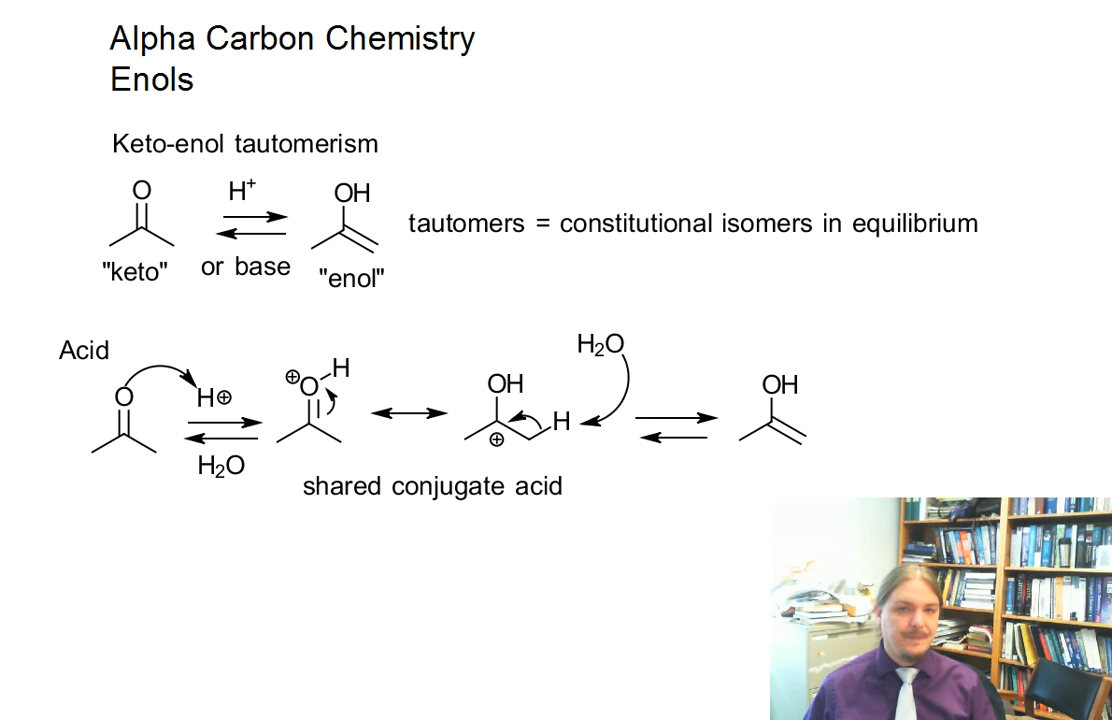 Alpha Carbon Chemistry
Enols
Keto-enol tautomerism
O H⁺ OH
tautomers = constitutional isomers in equilibrium
"keto" or base "enol"
H₂O
Acid
⊕O H
OH OH
O H⊕
H
⊕
H₂O
shared conjugate acid